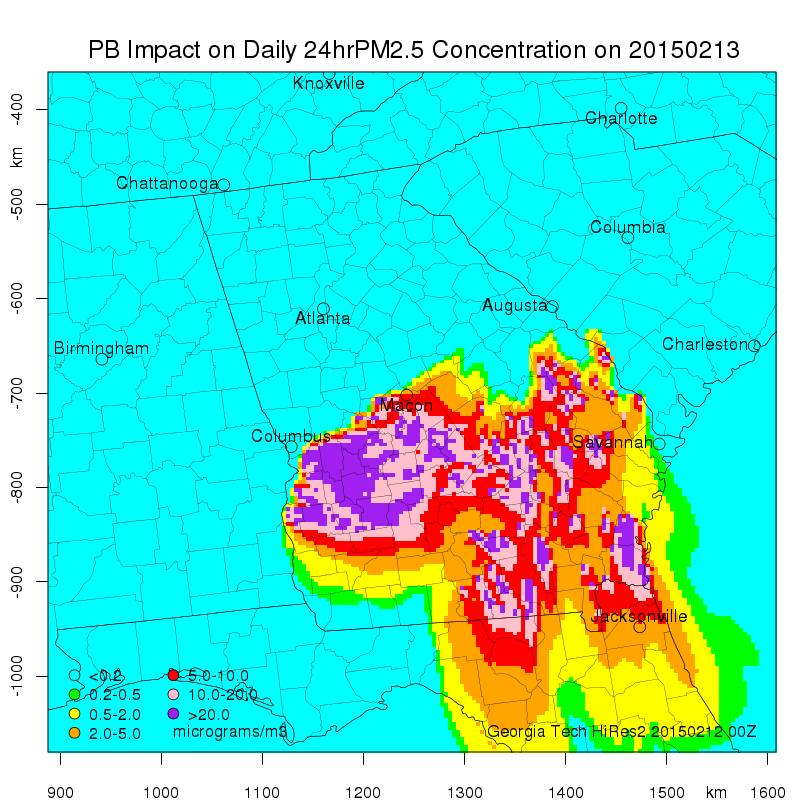 PB Impact on Daily 24hrPM2.5 Concentration on 20150213
Knoxville
-400
Charlotte
km
Chattanooga
-500
Columbia
-600
Augusta
Atlanta
Charleston
Birmingham
-700
Macon
Columbus
Savannah
-800
-900
Jacksonville
-1000
<0.2 5.0-10.0
0.2-0.5 10.0-20.0
0.5-2.0 >20.0
2.0-5.0 micrograms/m3
Georgia Tech HiRes2 20150212 00Z
900 1000 1100 1200 1300 1400 1500 km 1600